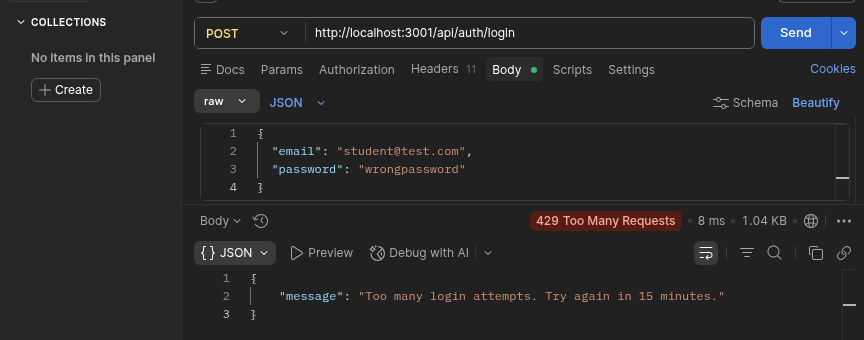 COLLECTIONS
No items in this panel
+ Create
POST
http://localhost:3001/api/auth/login
Send
Docs Params Authorization Headers 11 Body Scripts Settings Cookies
raw JSON Schema Beautify
1 {
2 "email": "student@test.com",
3 "password": "wrongpassword"
4 }
Body 429 Too Many Requests • 8 ms • 1.04 KB
{} JSON Preview Debug with AI
1 {
2 "message": "Too many login attempts. Try again in 15 minutes."
3 }